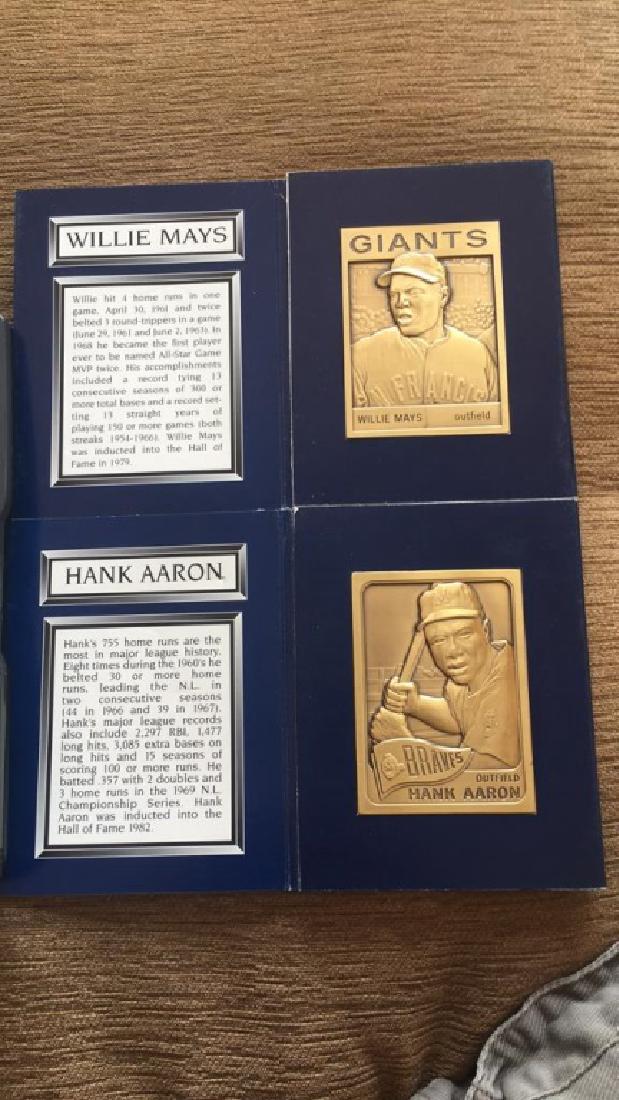 WILLIE MAYS
Willie hit 4 home runs in one
game, April 30, 1961 and twice
belted 3 round-trippers in a game
(June 29, 1961 and June 2, 1963). In
1968 he became the first player
ever to be named All-Star Game
MVP twice. His accomplishments
included a record tying 13
consecutive seasons of 300 or
more total bases and a record set-
ting 13 straight years of
playing 150 or more games (both
streaks 1954-1966). Willie Mays
was inducted into the Hall of
Fame in 1979.
GIANTS
N FRANCIS
WILLIE MAYS outfield
HANK AARON
Hank's 755 home runs are the
most in major league history.
Eight times during the 1960's he
belted 30 or more home
runs, leading the N.L. in
two consecutive seasons
(44 in 1966 and 39 in 1967).
Hank's major league records
also include 2,297 RBI, 1,477
long hits, 3,085 extra bases on
long hits and 15 seasons of
scoring 100 or more runs. He
batted .357 with 2 doubles and
3 home runs in the 1969 N.L.
Championship Series. Hank
Aaron was inducted into the
Hall of Fame 1982.
BRAVES
OUTFIELD
HANK AARON